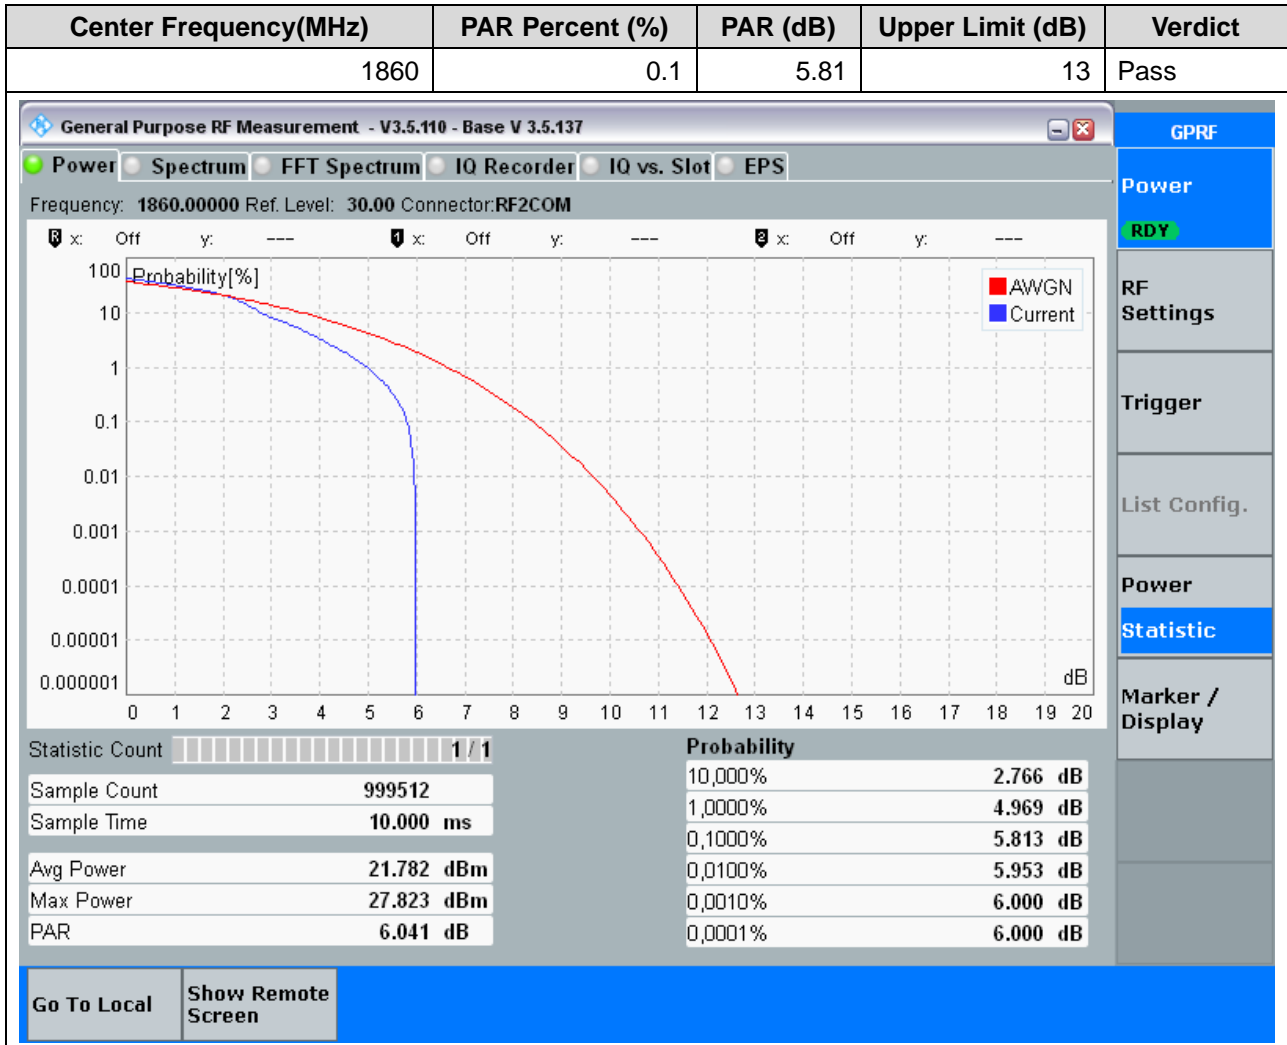 Center Frequency(MHz) PAR Percent (%) PAR (dB) Upper Limit (dB) Verdict
1860 0.1 5.81 13 Pass
General Purpose RF Measurement - V3.5.110 - Base V 3.5.137
GPRF
Power Spectrum FFT Spectrum IQ Recorder IQ vs. Slot EPS
Power
RDY
Frequency: 1860.00000 Ref. Level: 30.00 Connector:RF2COM
R x: Off y: --- 1 x: Off y: --- 2 x: Off y: ---
Probability[%]
AWGN
Current
100
10
1
0.1
0.01
0.001
0.0001
0.00001
0.000001
dB
0 1 2 3 4 5 6 7 8 9 10 11 12 13 14 15 16 17 18 19 20
RF
Settings
Trigger
List Config.
Power
Statistic
Marker /
Display
Statistic Count 1 / 1
Sample Count 999512
Sample Time 10.000 ms
Avg Power 21.782 dBm
Max Power 27.823 dBm
PAR 6.041 dB
Probability
10,000% 2.766 dB
1,0000% 4.969 dB
0,1000% 5.813 dB
0,0100% 5.953 dB
0,0010% 6.000 dB
0,0001% 6.000 dB
Go To Local
Show Remote
Screen